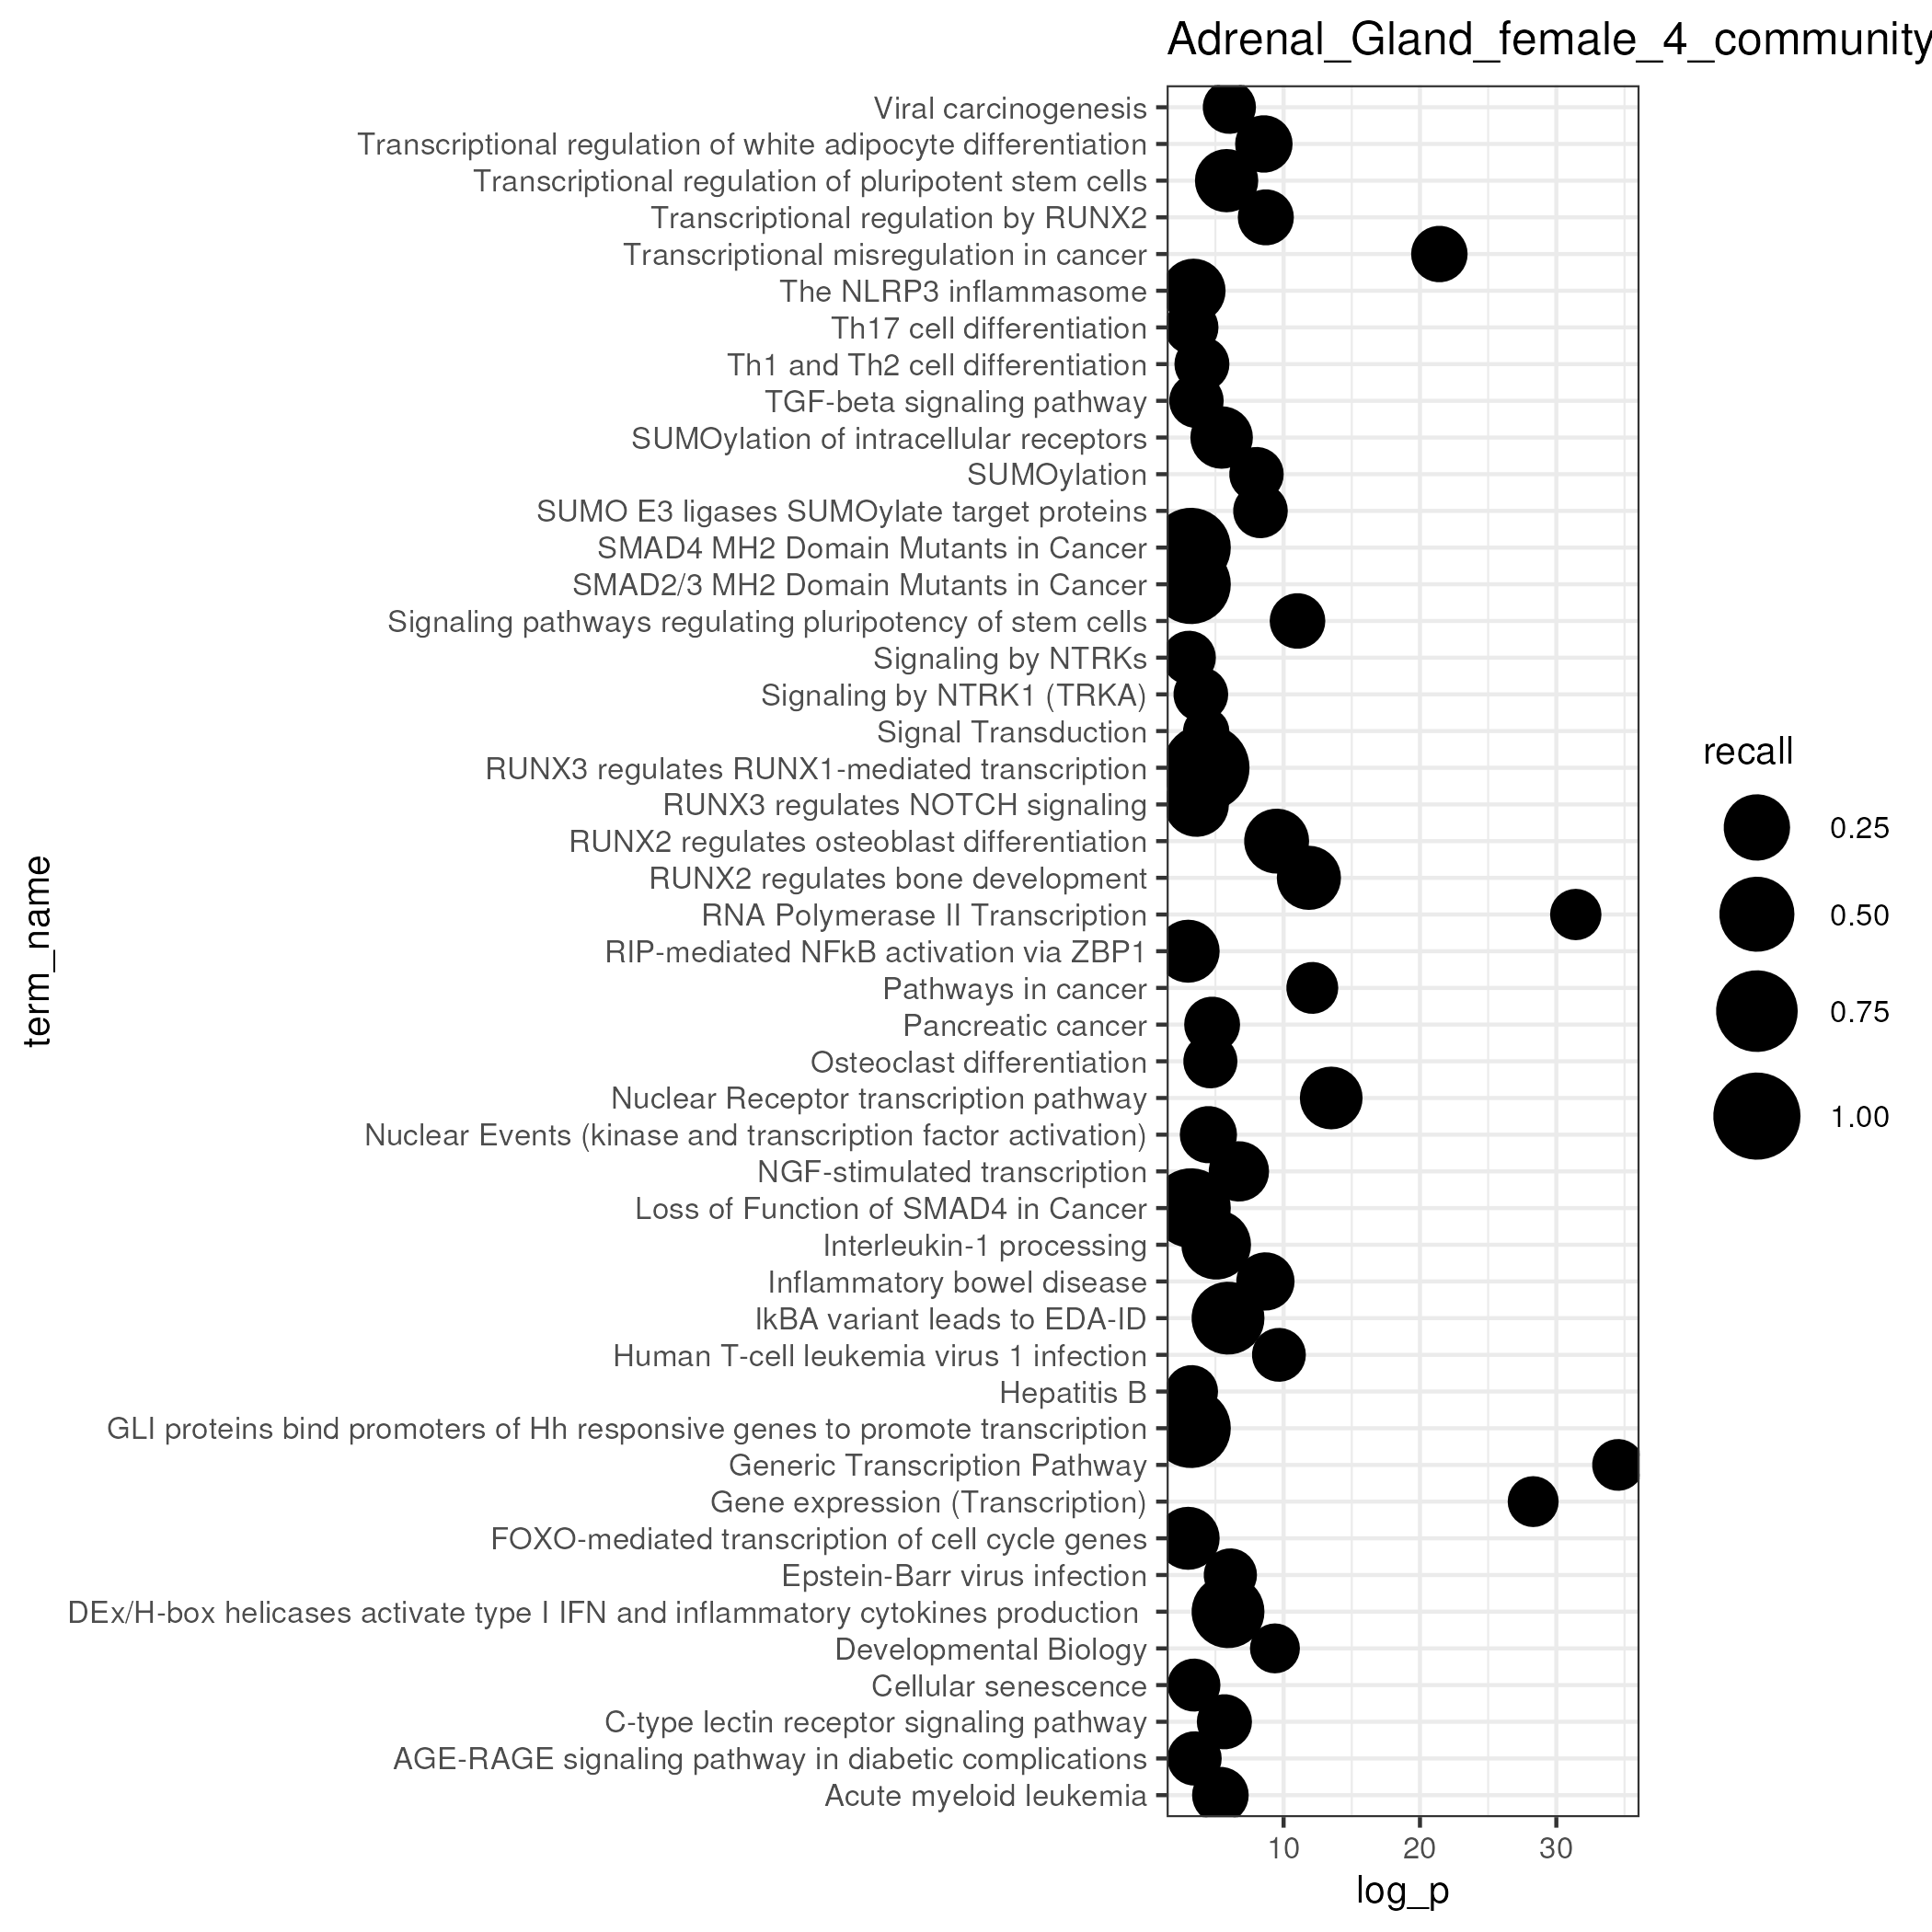 Adrenal_Gland_female_4_community
Viral carcinogenesis
Transcriptional regulation of white adipocyte differentiation
Transcriptional regulation of pluripotent stem cells
Transcriptional regulation by RUNX2
Transcriptional misregulation in cancer
The NLRP3 inflammasome
Th17 cell differentiation
Th1 and Th2 cell differentiation
TGF-beta signaling pathway
SUMOylation of intracellular receptors
SUMOylation
SUMO E3 ligases SUMOylate target proteins
SMAD4 MH2 Domain Mutants in Cancer
SMAD2/3 MH2 Domain Mutants in Cancer
Signaling pathways regulating pluripotency of stem cells
Signaling by NTRKs
Signaling by NTRK1 (TRKA)
Signal Transduction
RUNX3 regulates RUNX1-mediated transcription
RUNX3 regulates NOTCH signaling
RUNX2 regulates osteoblast differentiation
RUNX2 regulates bone development
RNA Polymerase II Transcription
RIP-mediated NFkB activation via ZBP1
Pathways in cancer
Pancreatic cancer
Osteoclast differentiation
Nuclear Receptor transcription pathway
Nuclear Events (kinase and transcription factor activation)
NGF-stimulated transcription
Loss of Function of SMAD4 in Cancer
Interleukin-1 processing
Inflammatory bowel disease
IkBA variant leads to EDA-ID
Human T-cell leukemia virus 1 infection
Hepatitis B
GLI proteins bind promoters of Hh responsive genes to promote transcription
Generic Transcription Pathway
Gene expression (Transcription)
FOXO-mediated transcription of cell cycle genes
Epstein-Barr virus infection
DEx/H-box helicases activate type I IFN and inflammatory cytokines production
Developmental Biology
Cellular senescence
C-type lectin receptor signaling pathway
AGE-RAGE signaling pathway in diabetic complications
Acute myeloid leukemia
term_name
10 20 30
log_p
recall
0.25
0.50
0.75
1.00